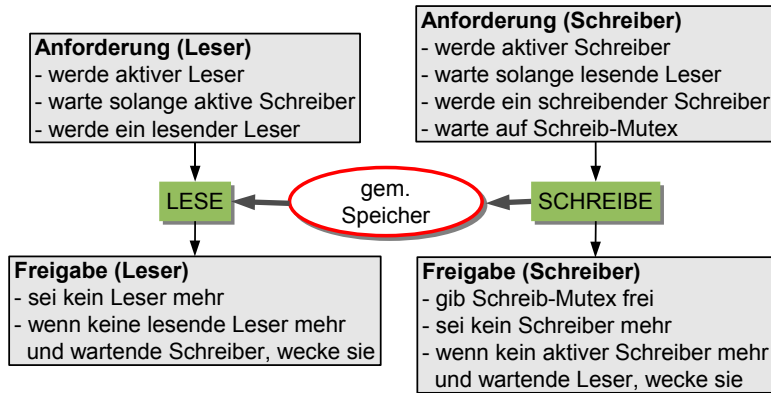 Anforderung (Leser)
- werde aktiver Leser
- warte solange aktive Schreiber
- werde ein lesender Leser
Anforderung (Schreiber)
- werde aktiver Schreiber
- warte solange lesende Leser
- werde ein schreibender Schreiber
- warte auf Schreib-Mutex
LESE
gem.
Speicher
SCHREIBE
Freigabe (Leser)
- sei kein Leser mehr
- wenn keine lesende Leser mehr
und wartende Schreiber, wecke sie
Freigabe (Schreiber)
- gib Schreib-Mutex frei
- sei kein Schreiber mehr
- wenn kein aktiver Schreiber mehr
und wartende Leser, wecke sie